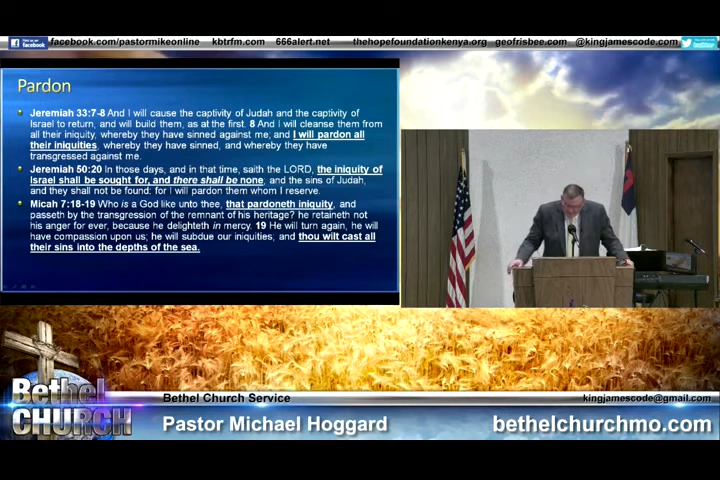 Find us on facebook
facebook.com/pastormikeonline kbtrfm.com 666alert.net thehopefoundationkenya.org geofrisbee.com @kingjamescode.com twitter
Pardon
Jeremiah 33:7-8 And I will cause the captivity of Judah and the captivity of
Israel to return, and will build them, as at the first. 8 And I will cleanse them from
all their iniquity, whereby they have sinned against me; and I will pardon all
their iniquities, whereby they have sinned, and whereby they have
transgressed against me.
Jeremiah 50:20 In those days, and in that time, saith the LORD, the iniquity of
Israel shall be sought for, and there shall be none; and the sins of Judah,
and they shall not be found: for I will pardon them whom I reserve.
Micah 7:18-19 Who is a God like unto thee, that pardoneth iniquity, and
passeth by the transgression of the remnant of his heritage? he retaineth not
his anger for ever, because he delighteth in mercy. 19 He will turn again, he will
have compassion upon us; he will subdue our iniquities; and thou wilt cast all
their sins into the depths of the sea.
Bethel
CHURCH
Bethel Church Service kingjamescode@gmail.com
Pastor Michael Hoggard bethelchurchmo.com